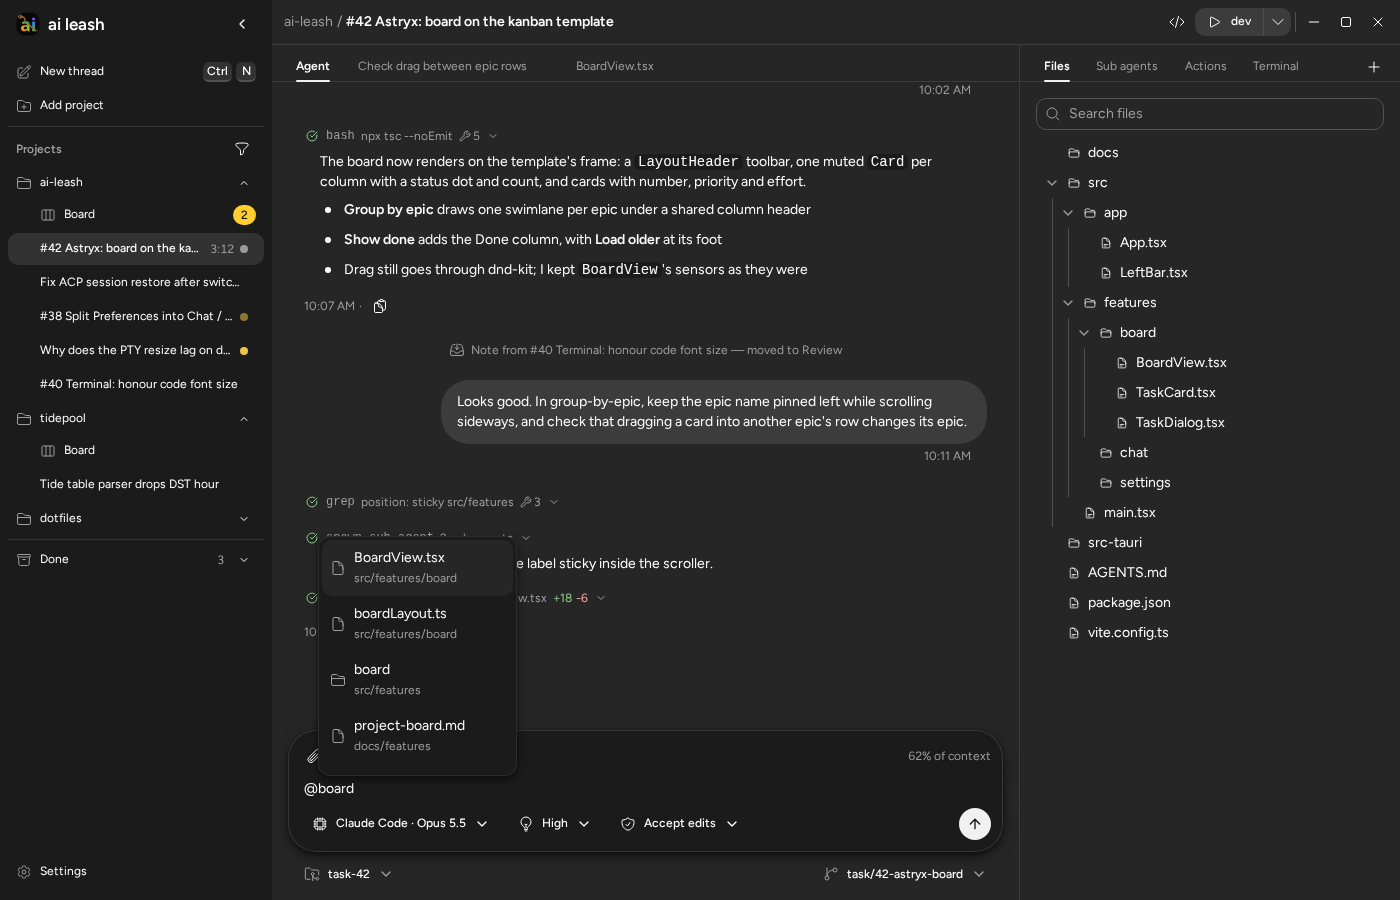 ai leash
New thread
Ctrl N
Add project
Projects
ai-leash
Board
2
#42 Astryx: board on the ka...
3:12
Fix ACP session restore after switc...
#38 Split Preferences into Chat / ...
Why does the PTY resize lag on d...
#40 Terminal: honour code font size
tidepool
Board
Tide table parser drops DST hour
dotfiles
Done
3
Settings
ai-leash / #42 Astryx: board on the kanban template
dev
Agent
Check drag between epic rows
BoardView.tsx
10:02 AM
bash npx tsc --noEmit 5
The board now renders on the template's frame: a LayoutHeader toolbar, one muted Card per
column with a status dot and count, and cards with number, priority and effort.
Group by epic draws one swimlane per epic under a shared column header
Show done adds the Done column, with Load older at its foot
Drag still goes through dnd-kit; I kept BoardView's sensors as they were
10:07 AM ·
Note from #40 Terminal: honour code font size — moved to Review
Looks good. In group-by-epic, keep the epic name pinned left while scrolling
sideways, and check that dragging a card into another epic's row changes its epic.
10:11 AM
grep position: sticky src/features 3
e label sticky inside the scroller.
w.tsx +18 -6
10
BoardView.tsx
src/features/board
boardLayout.ts
src/features/board
board
src/features
project-board.md
docs/features
62% of context
@board
Claude Code · Opus 5.5
High
Accept edits
task-42
task/42-astryx-board
Files
Sub agents
Actions
Terminal
Search files
docs
src
app
App.tsx
LeftBar.tsx
features
board
BoardView.tsx
TaskCard.tsx
TaskDialog.tsx
chat
settings
main.tsx
src-tauri
AGENTS.md
package.json
vite.config.ts